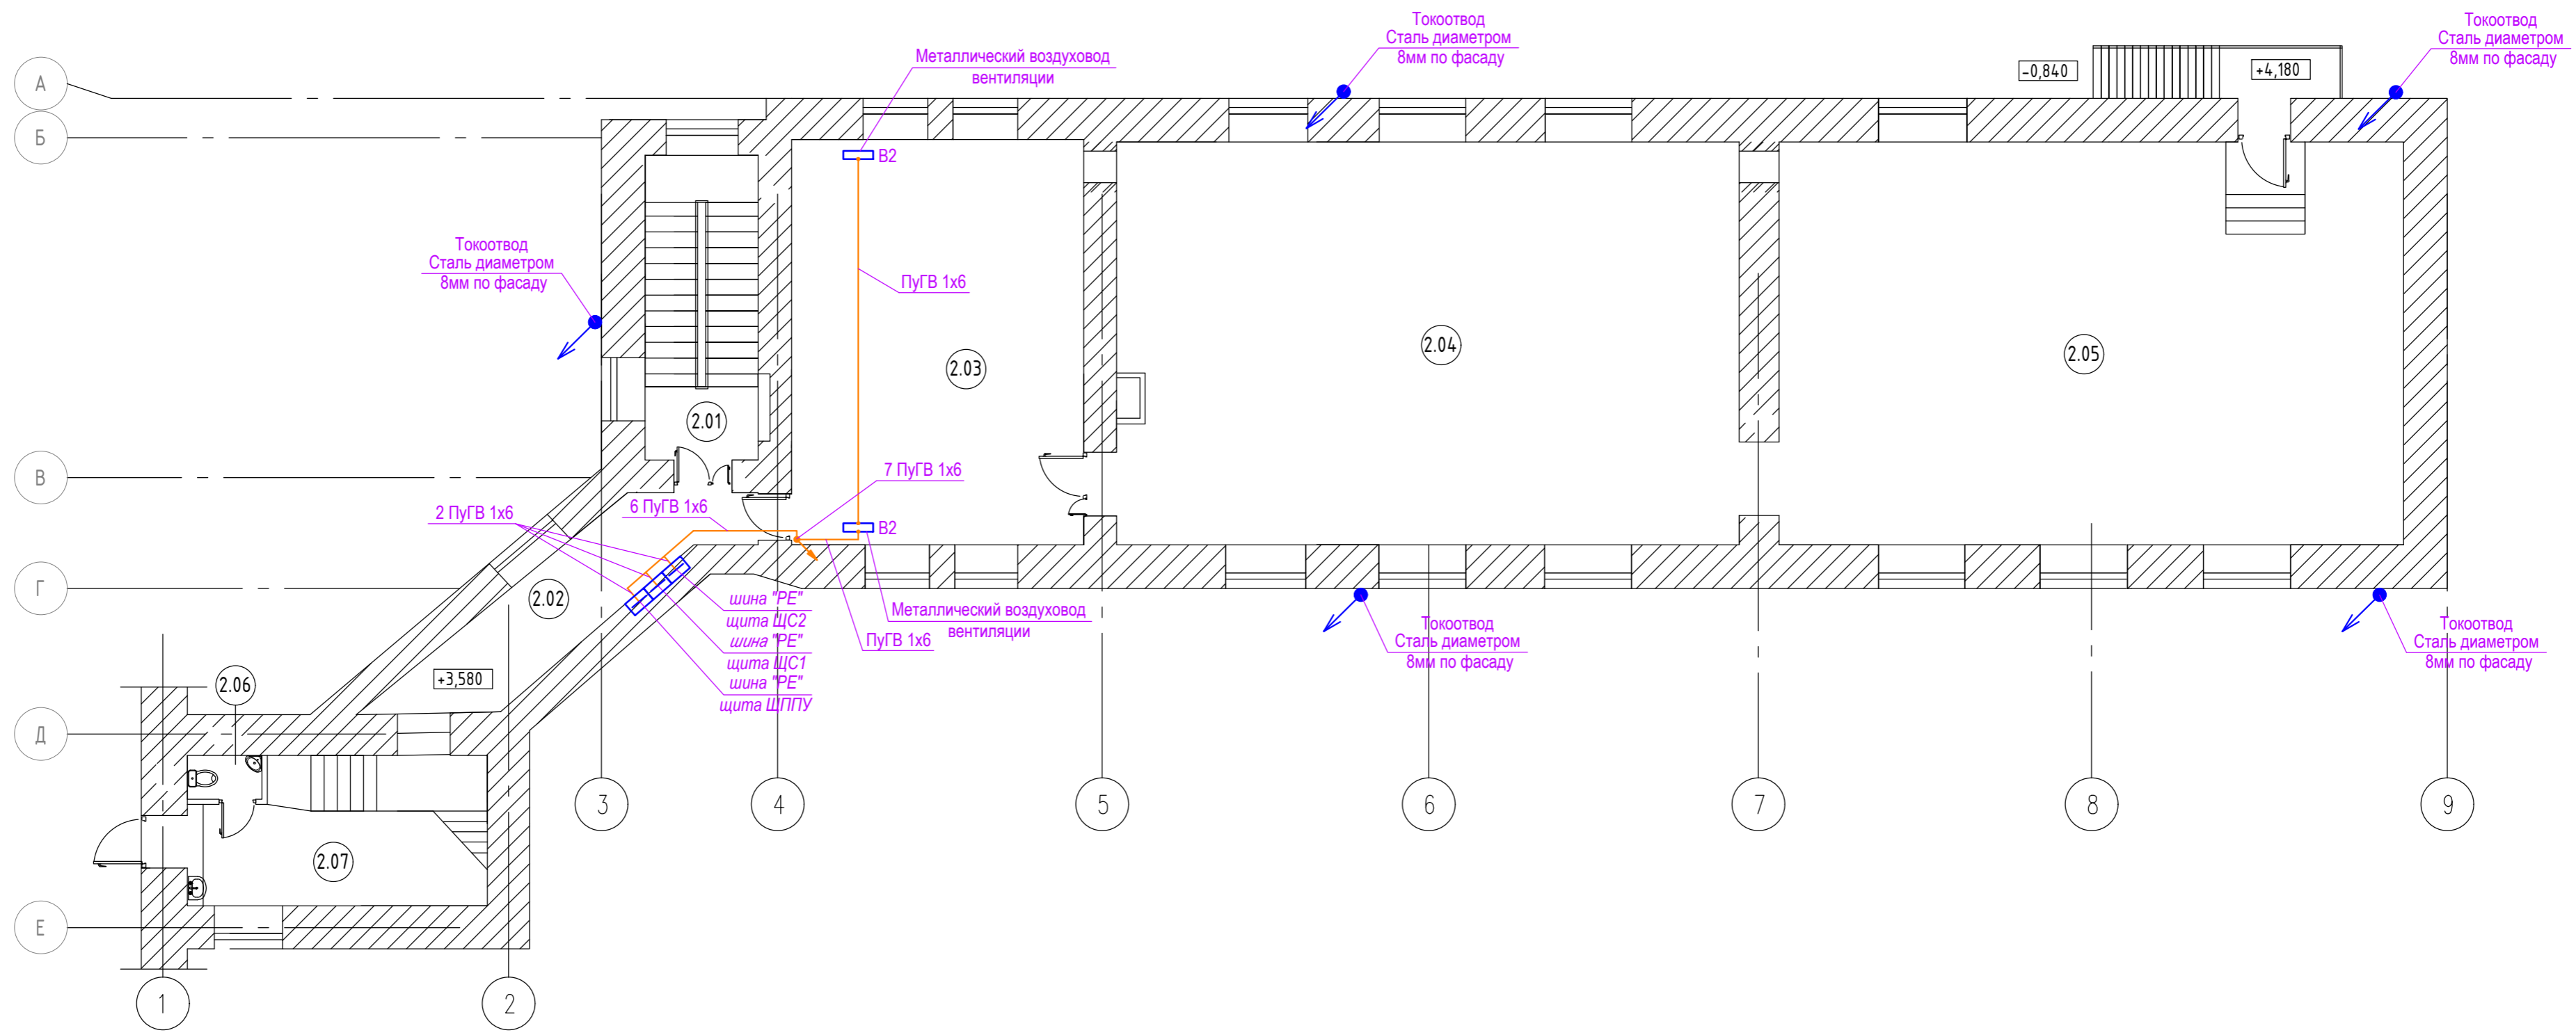 Токоотвод
Сталь диаметром
8мм по фасаду
Токоотвод
Сталь диаметром
8мм по фасаду
Металлический воздуховод
вентиляции
-0,840
+4,180
А
Б
В2
Токоотвод
Сталь диаметром
8мм по фасаду
ПуГВ 1х6
2.04
2.05
2.03
2.01
В
7 ПуГВ 1х6
2 ПуГВ 1х6
6 ПуГВ 1х6
В2
Г
2.02
шина "РЕ"
щита ЩС2
шина "РЕ"
щита ЩС1
шина "РЕ"
щита ШППУ
Металлический воздуховод
вентиляции
ПуГВ 1х6
Токоотвод
Сталь диаметром
8мм по фасаду
Токоотвод
Сталь диаметром
8мм по фасаду
+3,580
2.06
Д
3
4
5
6
7
8
9
2.07
Е
1
2